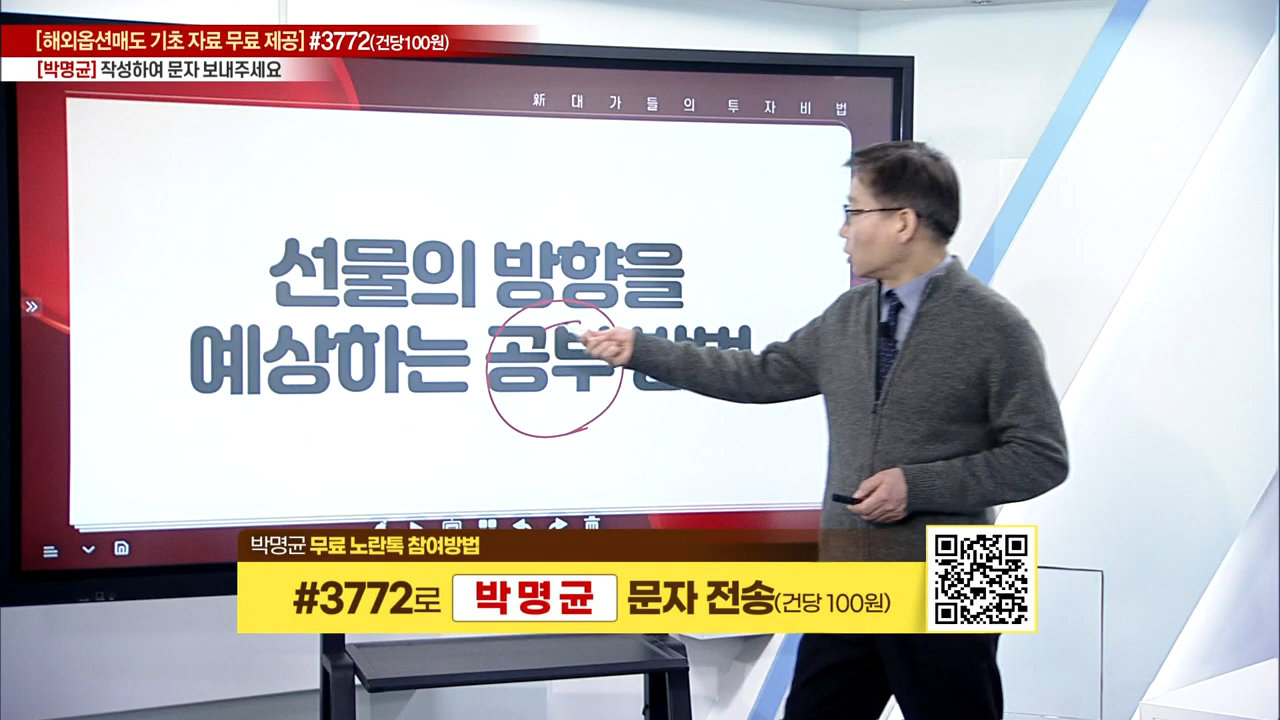 [해외옵션매도 기초 자료 무료 제공] #3772(건당100원)
[박명균] 작성하여 문자 보내주세요
新 대가들의 투자비법
선물의 방향을
예상하는 공부 방법
박명균 무료 노란톡 참여방법
#3772로 박명균 문자 전송(건당 100원)